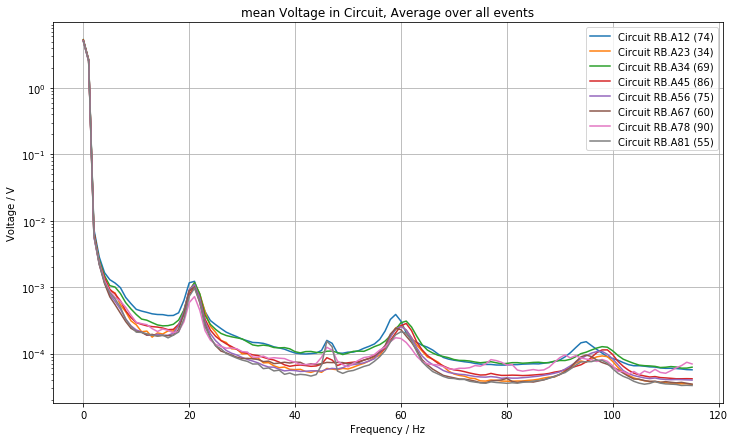 mean Voltage in Circuit, Average over all events
Circuit RB.A12 (74)
Circuit RB.A23 (34)
Circuit RB.A34 (69)
Circuit RB.A45 (86)
Circuit RB.A56 (75)
Circuit RB.A67 (60)
Circuit RB.A78 (90)
Circuit RB.A81 (55)
Voltage / V
10⁰
10⁻¹
10⁻²
10⁻³
10⁻⁴
0 20 40 60 80 100 120
Frequency / Hz